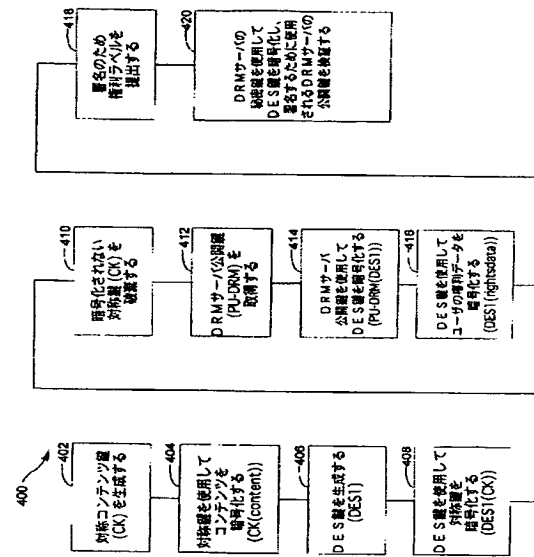 400
402
対称コンテンツ鍵
(CK)を生成する
404
対称鍵を使用して
コンテンツを
暗号化する
(CK(content))
406
DES鍵を生成する
(DES1)
408
DES鍵を使用して
対称鍵を
暗号化する
(DES1(CK))
410
暗号化されない
対称鍵(CK)を
破棄する
412
DRMサーバ公開鍵
(PU-DRM)を
取得する
414
DRMサーバ
公開鍵を使用して
DES鍵を暗号化する
(PU-DRM(DES1))
416
DES鍵を使用して
ユーザの権利データを
暗号化する
(DES1(rightsdata))
418
署名のため
権利ラベルを
提出する
420
DRMサーバの
秘密鍵を使用して
DES鍵を暗号化し、
署名するために使用
されるDRMサーバの
公開鍵を検証する